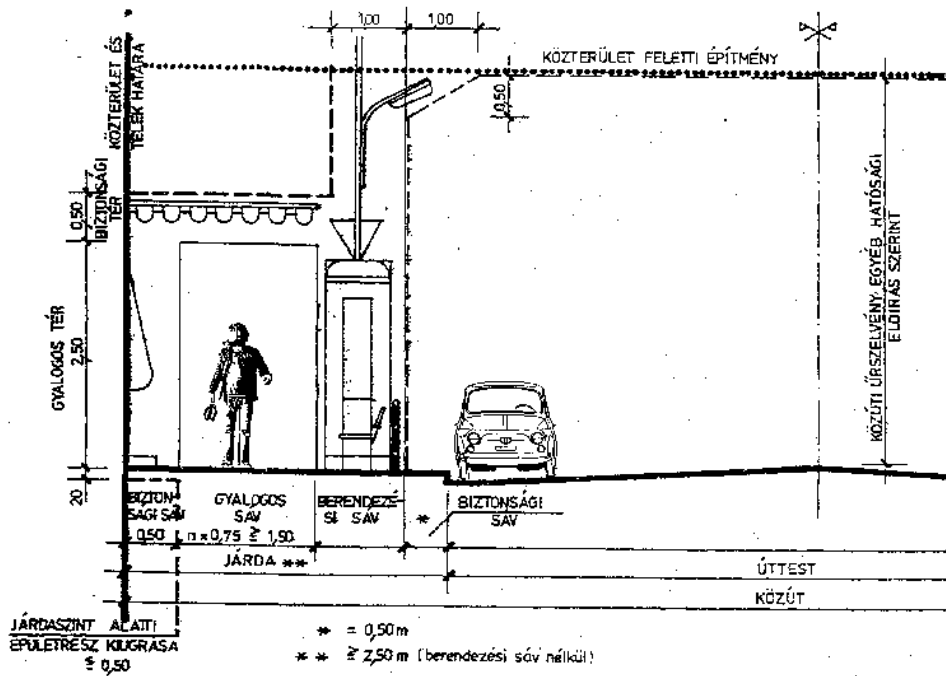 1,00
1,00
KÖZTERÜLET FELETTI ÉPÍTMÉNY
KÖZTERÜLET ÉS
TELEK HATÁRA
0,50
BIZTONSÁGI
TÉR
0,50
GYALOGOS TÉR
2,50
KÖZÚTI ŰRSZELVÉNY EGYÉB HATÓSÁGI
ELŐÍRÁS SZERINT
20
BIZTON-
SÁGI SÁV
0,50
GYALOGOS
SÁV
n×0,75 ≧ 1,50
BERENDEZÉ
SI SÁV
*
BIZTONSÁGI
SÁV
JÁRDA **
ÚTTEST
KÖZÚT
JÁRDASZINT ALATTI
ÉPÜLETRÉSZ KIUGRÁSA
≦ 0,50
* = 0,50 m
** ≧ 2,50 m (berendezési sáv nélkül)